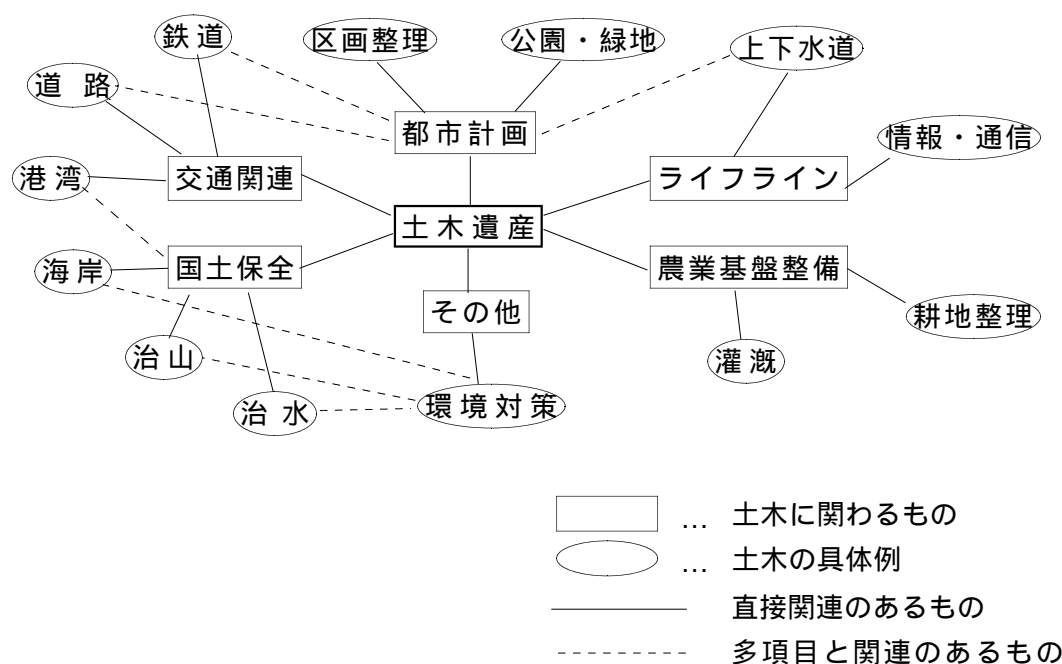 鉄道
区画整理
公園・緑地
上下水道
道路
都市計画
情報・通信
港湾
交通関連
ライフライン
土木遺産
海岸
国土保全
農業基盤整備
その他
耕地整理
治山
灌漑
治水
環境対策
… 土木に関わるもの
… 土木の具体例
直接関連のあるもの
多項目と関連のあるもの